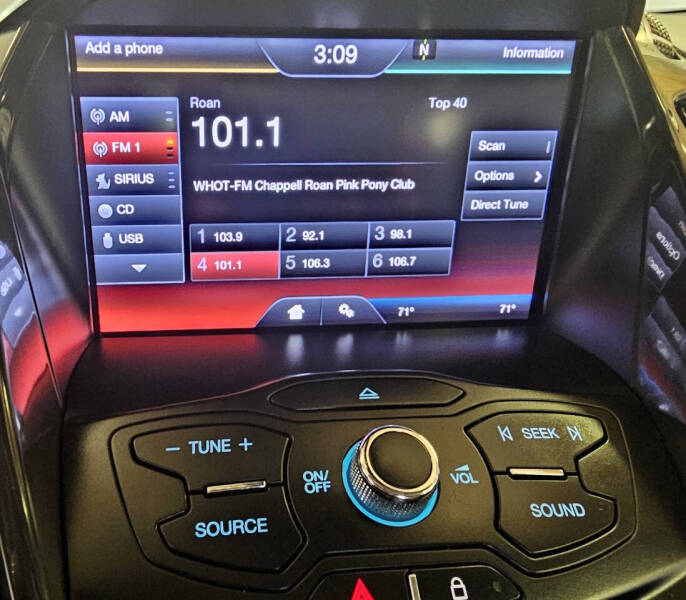 Add a phone 3:09 N Information
Roan Top 40
AM
101.1
FM 1
Scan
SIRIUS
WHOT-FM Chappell Roan Pink Pony Club
Options
CD
Direct Tune
USB
1 103.9 2 92.1 3 98.1
4 101.1 5 106.3 6 106.7
71° 71°
- TUNE +
SEEK
ON/
OFF
VOL
SOURCE
SOUND